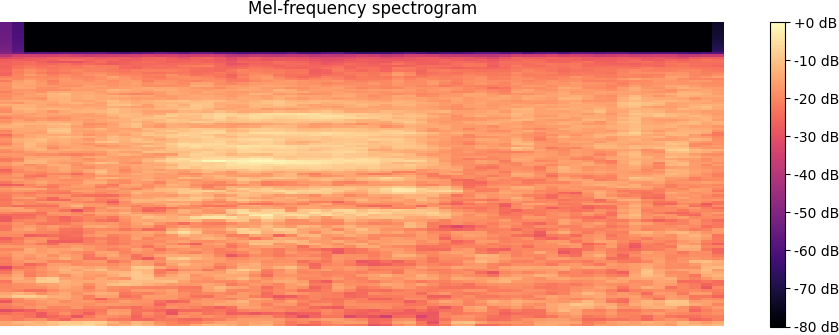 Mel-frequency spectrogram
+0 dB
-10 dB
-20 dB
-30 dB
-40 dB
-50 dB
-60 dB
-70 dB
-80 dB